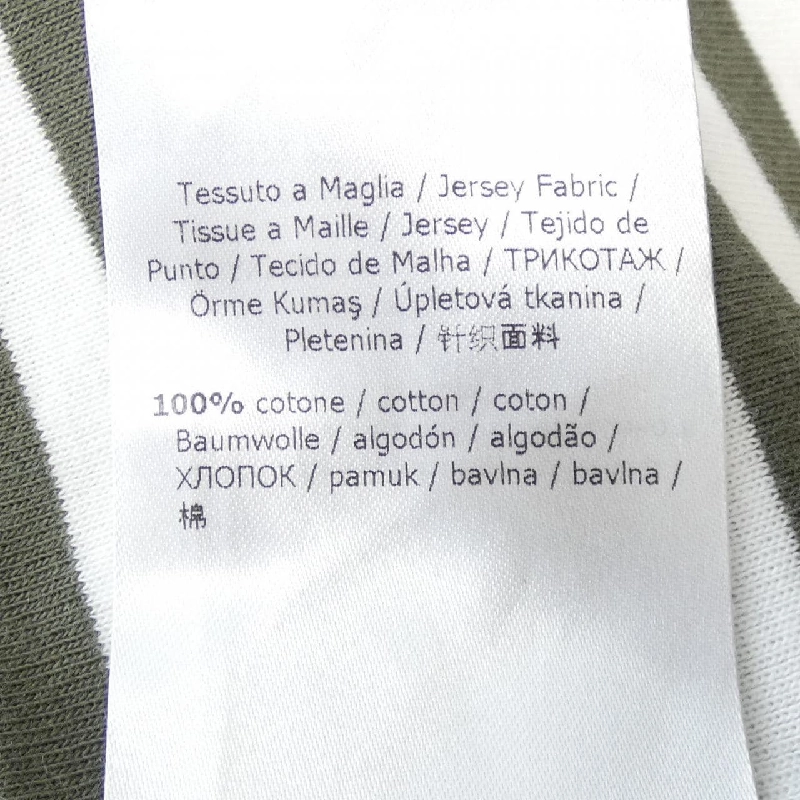 Tessuto a Maglia / Jersey Fabric /
Tissue a Maille / Jersey / Tejido de
Punto / Tecido de Malha / ТРИКОТАЖ /
Örme Kumaş / Úpletová tkanina /
Pletenina / 针织面料
100% cotone / cotton / coton /
Baumwolle / algodón / algodão /
ХЛОПОК / pamuk / bavlna / bavlna /
棉